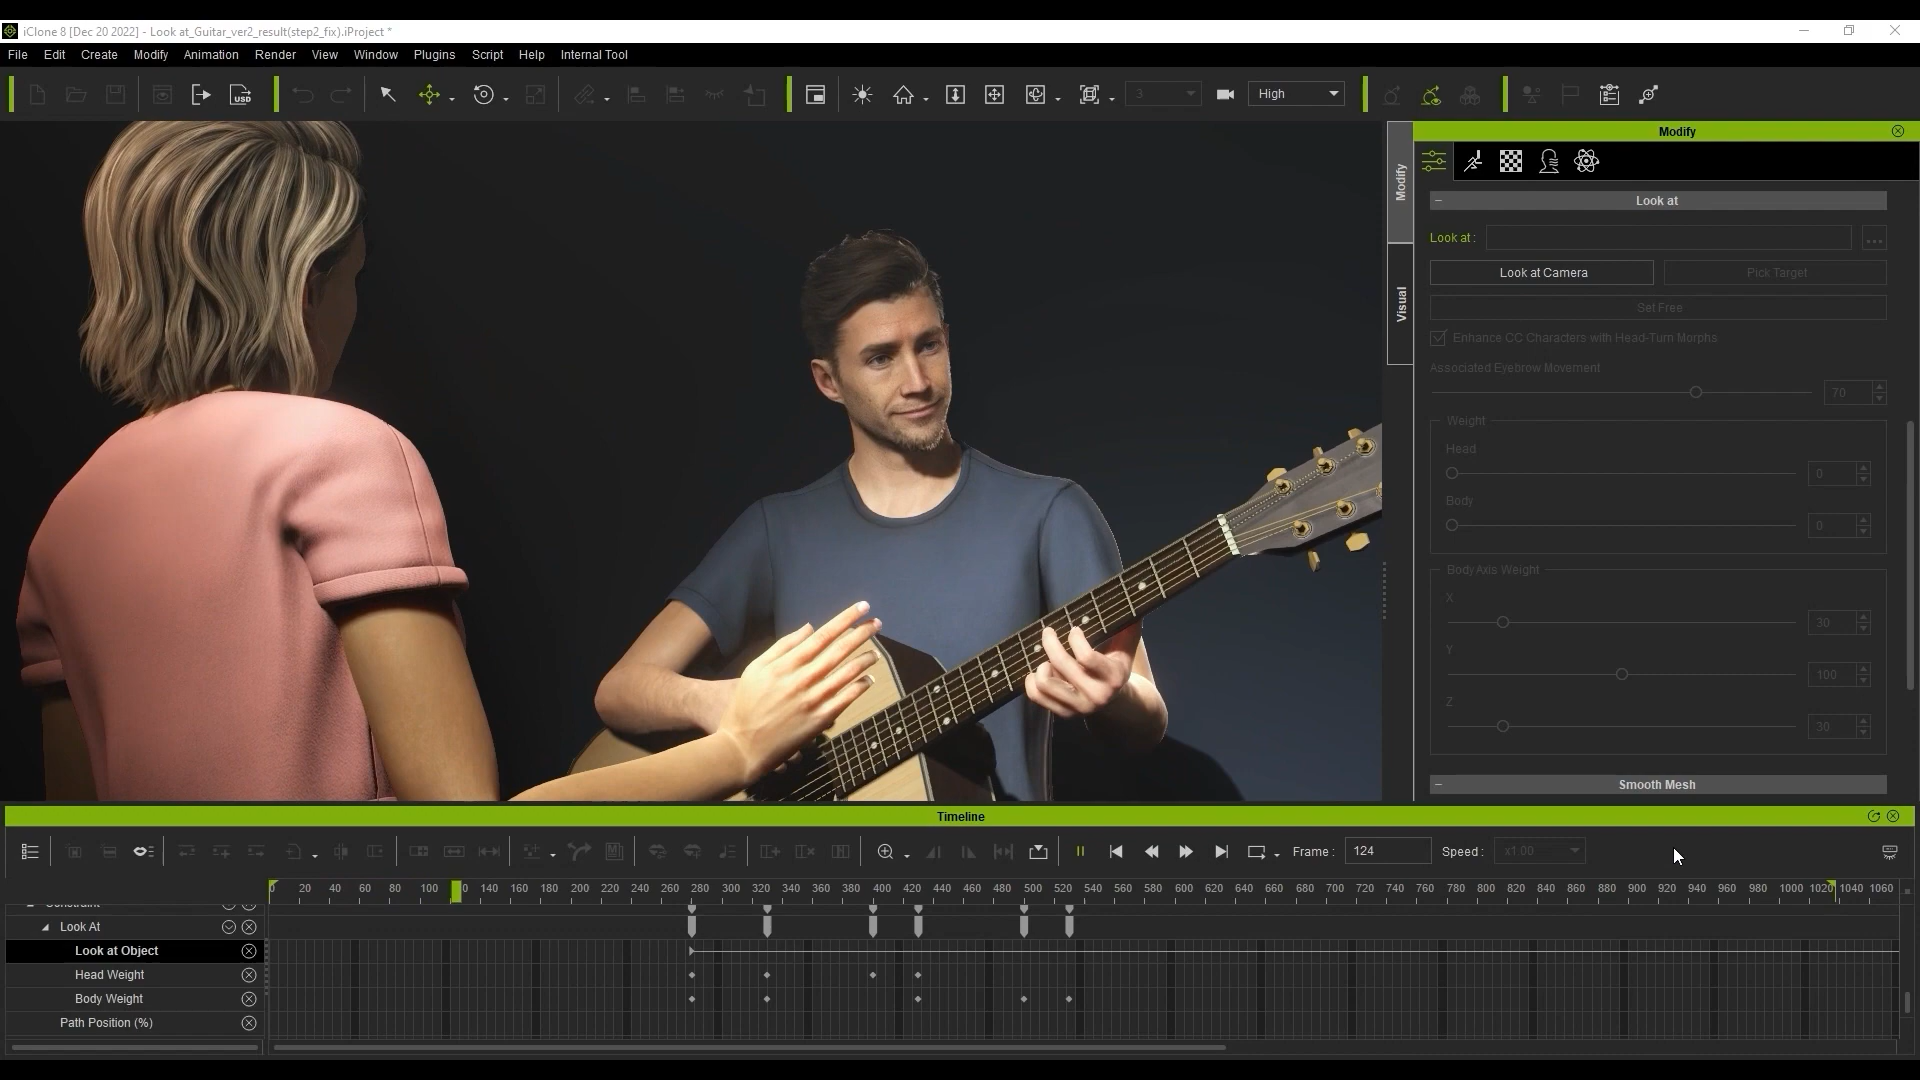 iClone 8 [Dec 20 2022] - Look at_Guitar_ver2_result(step2_fix).iProject *
File Edit Create Modify Animation Render View Window Plugins Script Help Internal Tool
USD 3 High
Modify
Modify
Visual
Look at
Look at :
...
Look at Camera Pick Target
Set Free
Enhance CC Characters with Head-Turn Morphs
Associated Eyebrow Movement
70
Weight
Head
0
Body
0
Body Axis Weight
X
30
Y
100
Z
30
Smooth Mesh
Timeline
Frame : 124 Speed : x1.00
0 20 40 60 80 100 0 140 160 180 200 220 240 260 280 300 320 340 360 380 400 420 440 460 480 500 520 540 560 580 600 620 640 660 680 700 720 740 760 780 800 820 840 860 880 900 920 940 960 980 1000 1020 1040 1060
Constraint
Look At
Look at Object
Head Weight
Body Weight
Path Position (%)